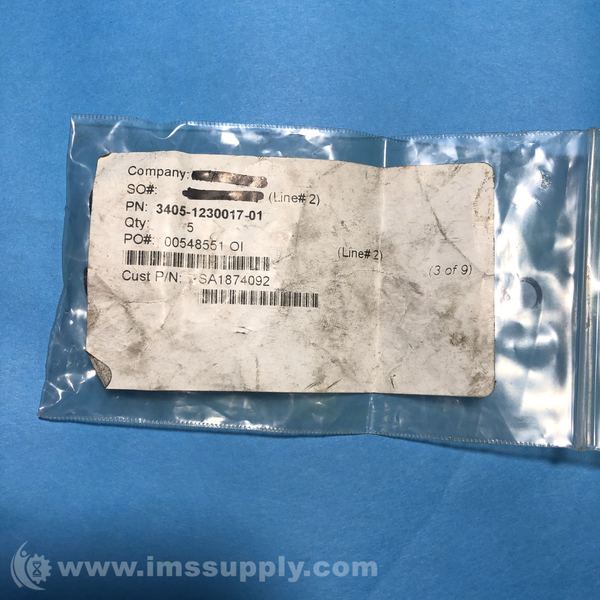 Company:
SO#: (Line# 2)
PN: 3405-1230017-01
Qty: 5
PO#: 00548551 OI (Line# 2)
(3 of 9)
Cust P/N: SA1874092
www.imssupply.com